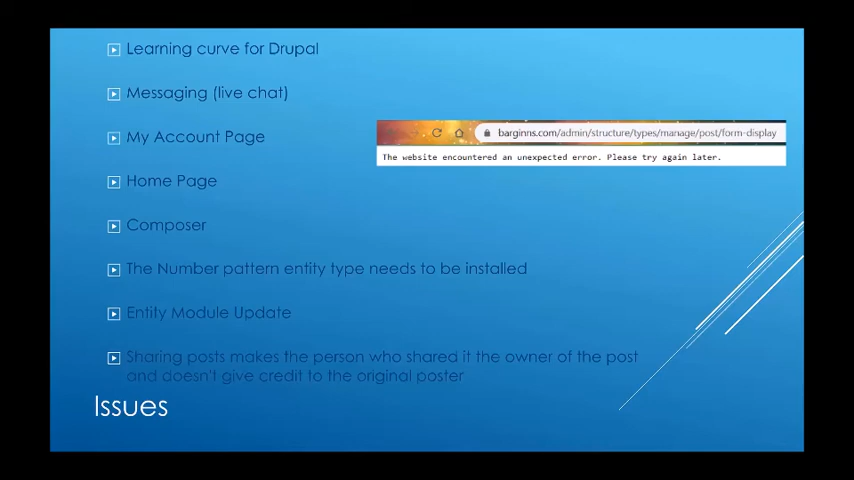 Learning curve for Drupal
Messaging (live chat)
My Account Page
barginns.com/admin/structure/types/manage/post/form-display
The website encountered an unexpected error. Please try again later.
Home Page
Composer
The Number pattern entity type needs to be installed
Entity Module Update
Sharing posts makes the person who shared it the owner of the post
and doesn't give credit to the original poster
Issues